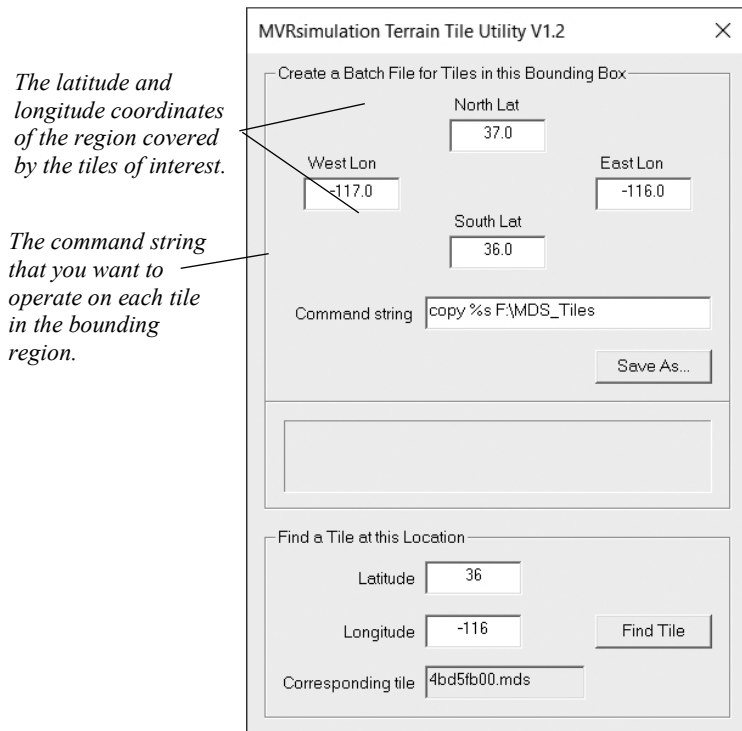 MVRsimulation Terrain Tile Utility V1.2
The latitude and
longitude coordinates
of the region covered
by the tiles of interest.
The command string
that you want to
operate on each tile
in the bounding
region.
Create a Batch File for Tiles in this Bounding Box
North Lat
37.0
West Lon
-117.0
East Lon
-116.0
South Lat
36.0
Command string
copy %s F:\MDS_Tiles
Save As...
Find a Tile at this Location
Latitude
36
Longitude
-116
Find Tile
Corresponding tile
4bd5fb00.mds